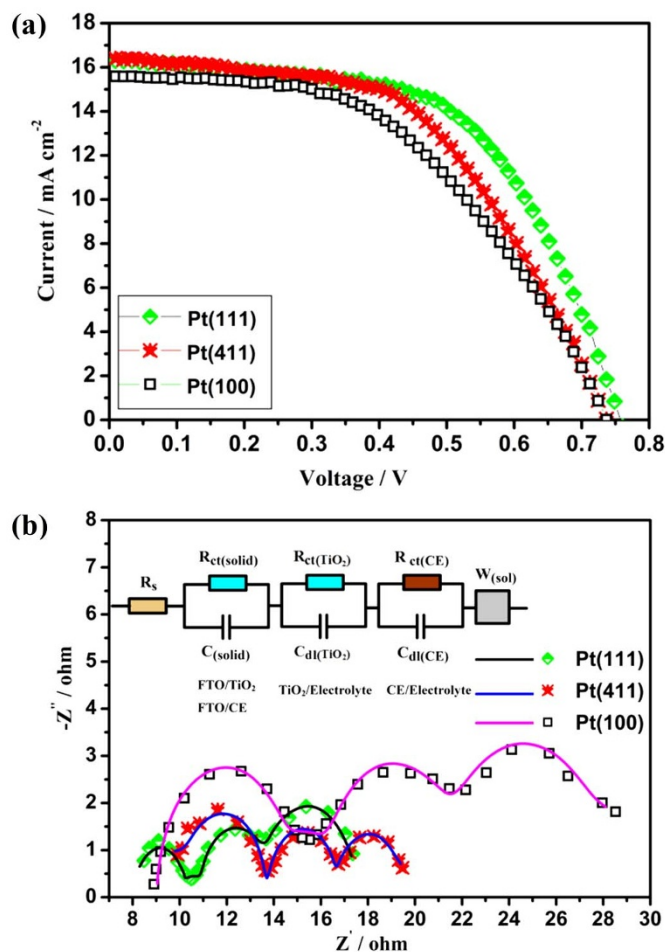 (a)
18
16
14
12
10
8
6
4
2
0
Current / mA cm⁻²
Pt(111)
Pt(411)
Pt(100)
0.0 0.1 0.2 0.3 0.4 0.5 0.6 0.7 0.8
Voltage / V
(b)
8
7
6
5
4
3
2
1
0
-Z'' / ohm
Rs
Rct(solid)
Rct(TiO₂)
R ct(CE)
W(sol)
C(solid)
Cdl(TiO₂)
Cdl(CE)
FTO/TiO₂
FTO/CE
TiO₂/Electrolyte
CE/Electrolyte
Pt(111)
Pt(411)
Pt(100)
8 10 12 14 16 18 20 22 24 26 28 30
Z' / ohm